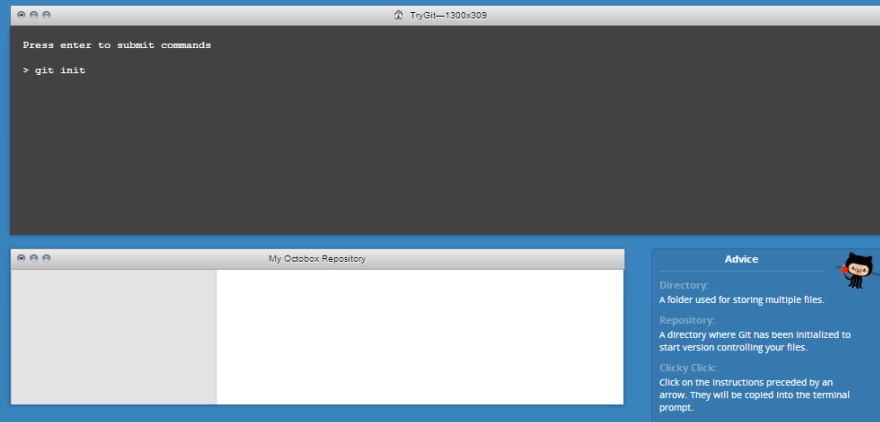 TryGit—1300x309
Press enter to submit commands
> git init
My Octobox Repository
Advice
Directory:
A folder used for storing multiple files.
Repository:
A directory where Git has been initialized to
start version controlling your files.
Clicky Click:
Click on the instructions preceded by an
arrow. They will be copied into the terminal
prompt.